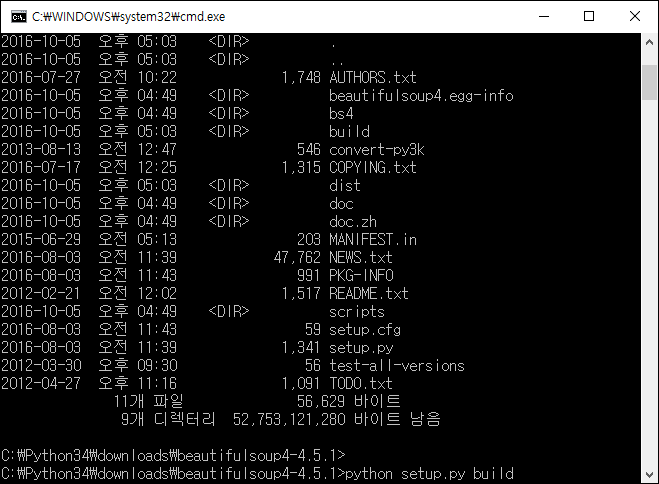 C:\WINDOWS\system32\cmd.exe
2016-10-05 오후 05:03 <DIR> .
2016-10-05 오후 05:03 <DIR> ..
2016-07-27 오전 10:22 1,748 AUTHORS.txt
2016-10-05 오후 04:49 <DIR> beautifulsoup4.egg-info
2016-10-05 오후 04:49 <DIR> bs4
2016-10-05 오후 05:03 <DIR> build
2013-08-13 오전 12:47 546 convert-py3k
2016-07-17 오전 12:25 1,315 COPYING.txt
2016-10-05 오후 05:03 <DIR> dist
2016-10-05 오후 04:49 <DIR> doc
2016-10-05 오후 04:49 <DIR> doc.zh
2015-06-29 오전 05:13 203 MANIFEST.in
2016-08-03 오전 11:39 47,762 NEWS.txt
2016-08-03 오전 11:43 991 PKG-INFO
2012-02-21 오전 12:02 1,517 README.txt
2016-10-05 오후 04:49 <DIR> scripts
2016-08-03 오전 11:43 59 setup.cfg
2016-08-03 오전 11:39 1,341 setup.py
2012-03-30 오후 09:30 56 test-all-versions
2012-04-27 오전 11:16 1,091 TODO.txt
11개 파일 56,629 바이트
9개 디렉터리 52,753,121,280 바이트 남음
C:₩Python34₩downloads₩beautifulsoup4-4.5.1>
C:₩Python34₩downloads₩beautifulsoup4-4.5.1>python setup.py build